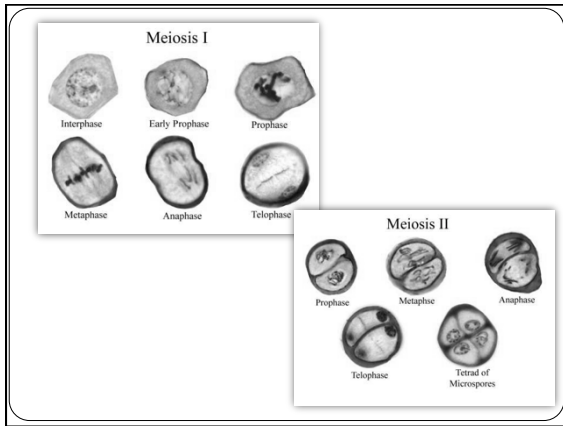 Meiosis I
Interphase
Early Prophase
Prophase
Metaphase
Anaphase
Telophase
Meiosis II
Prophase
Metaphse
Anaphase
Telophase
Tetrad of
Microspores